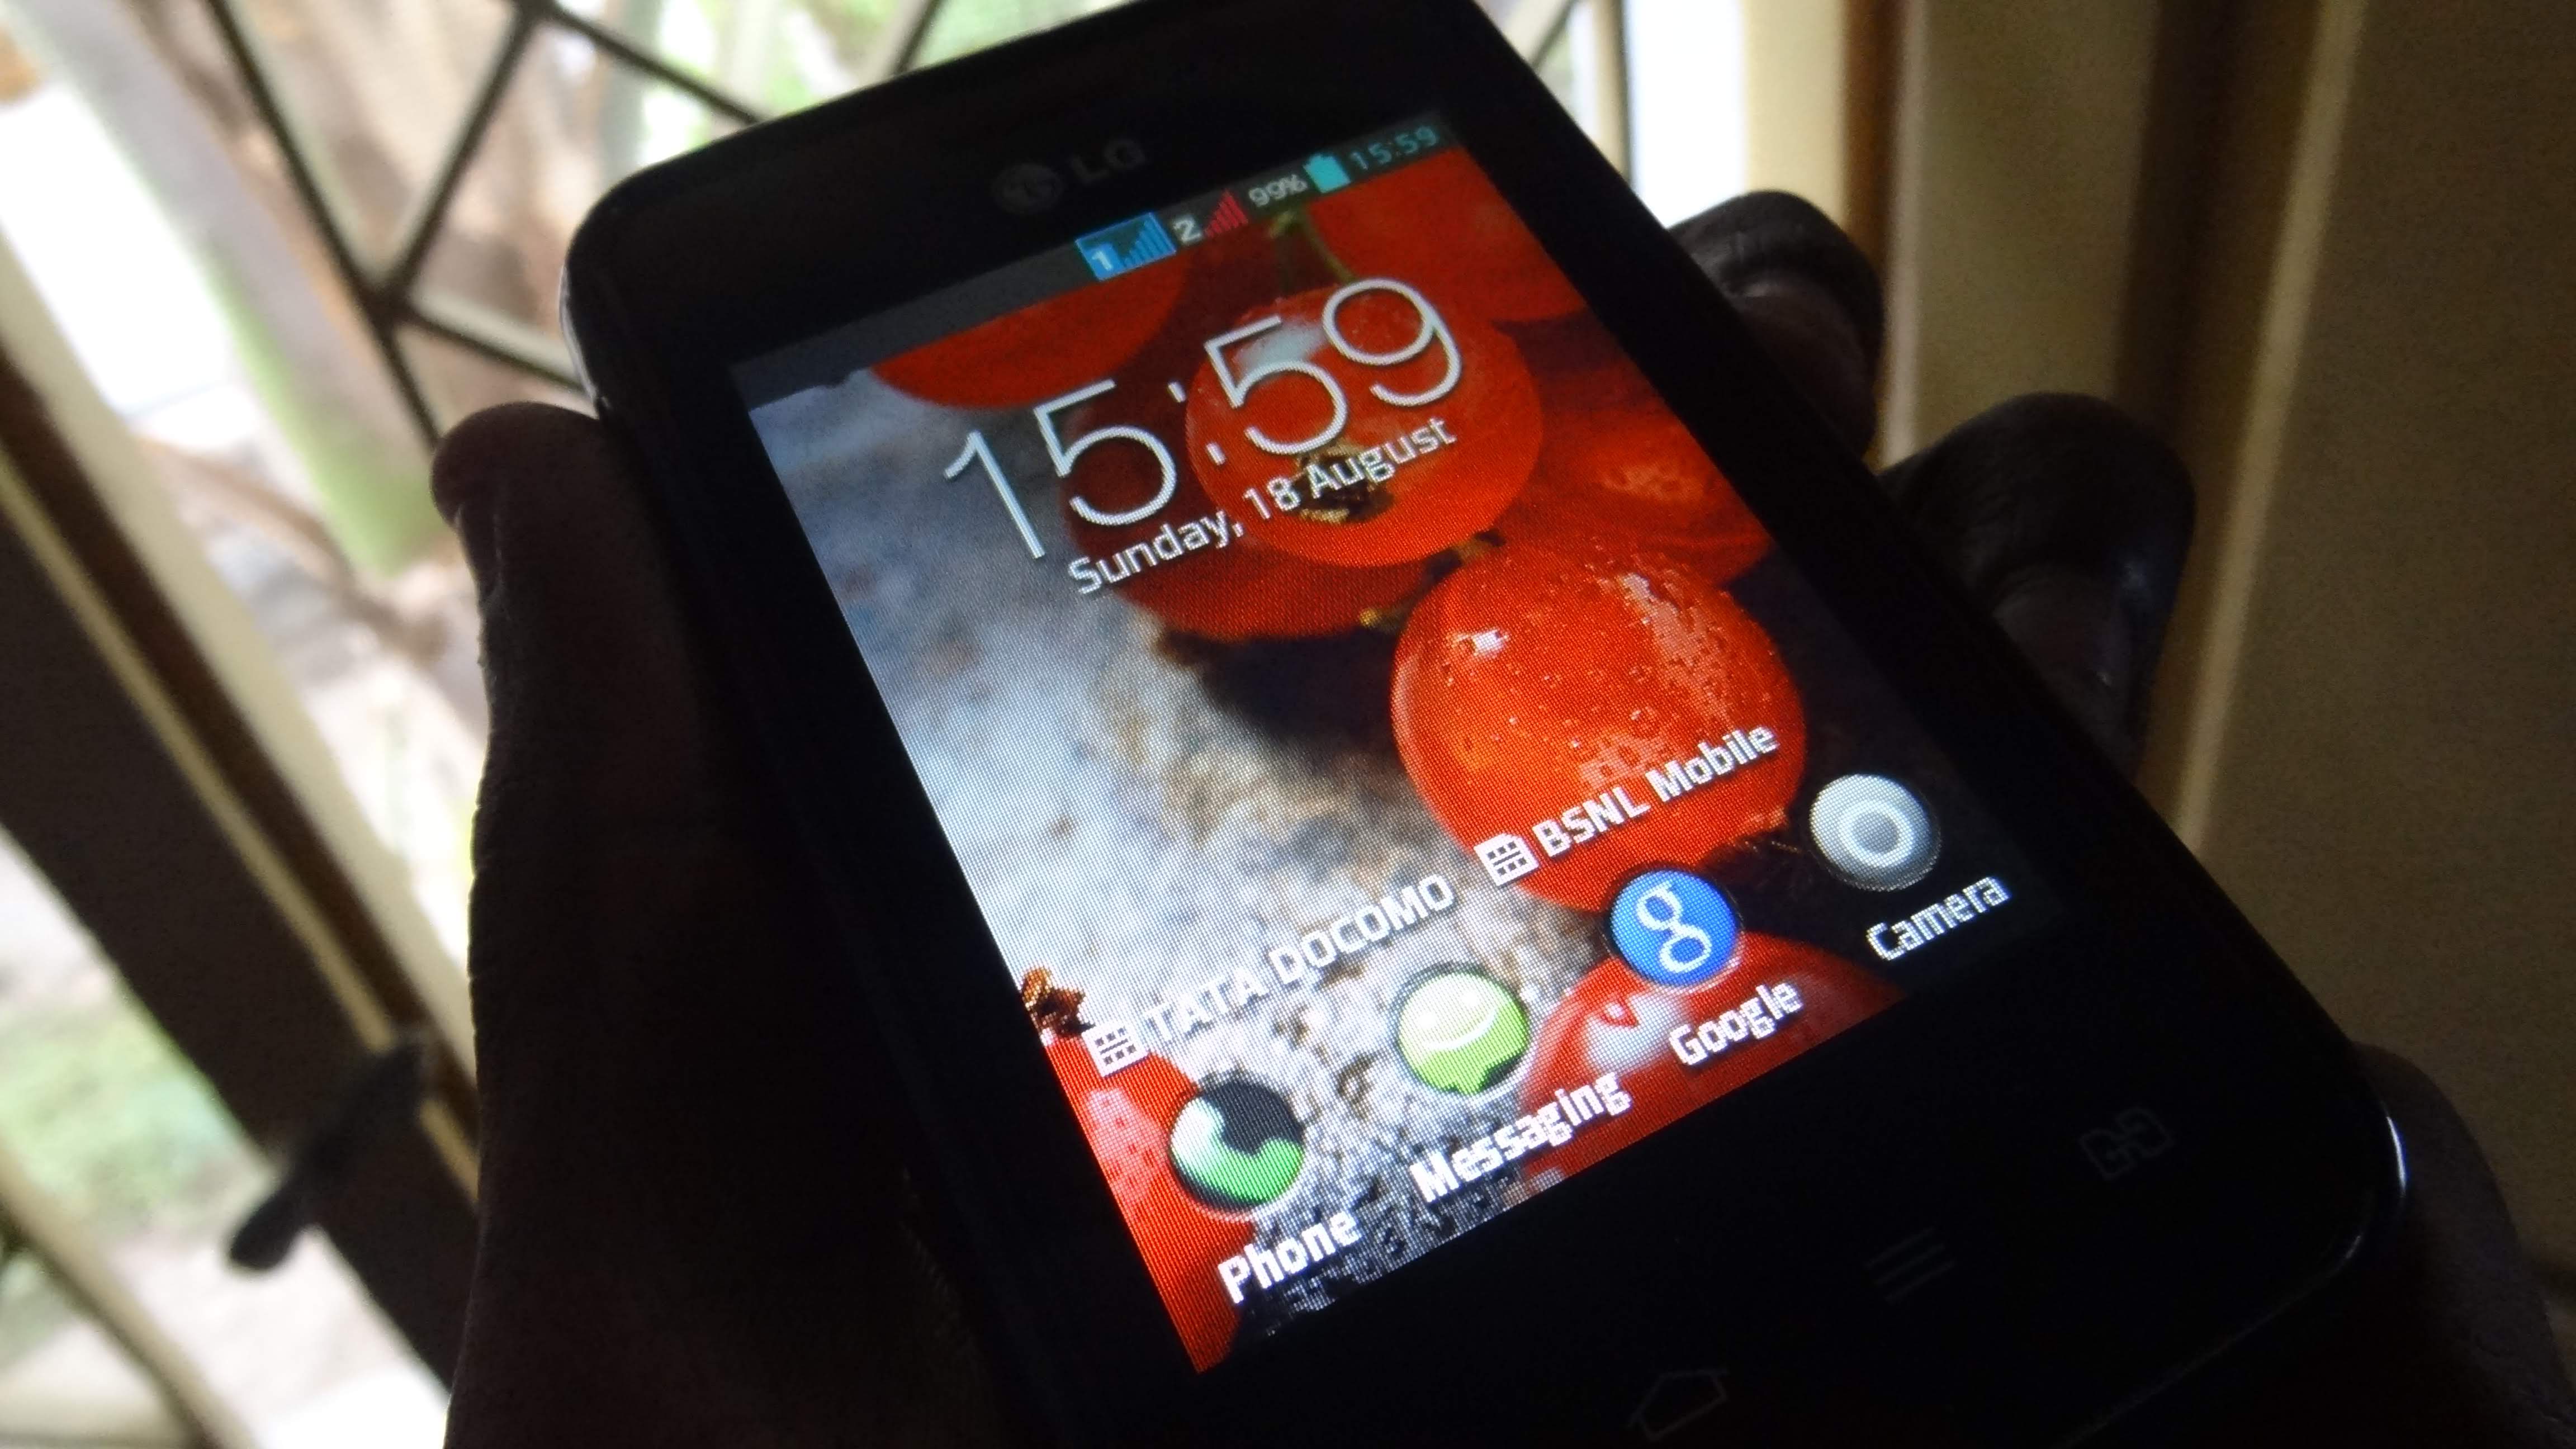 LG
1 2 99% 15:59
15:59
Sunday, 18 August
TATA DOCOMO
BSNL Mobile
g
Phone
Messaging
Google
Camera